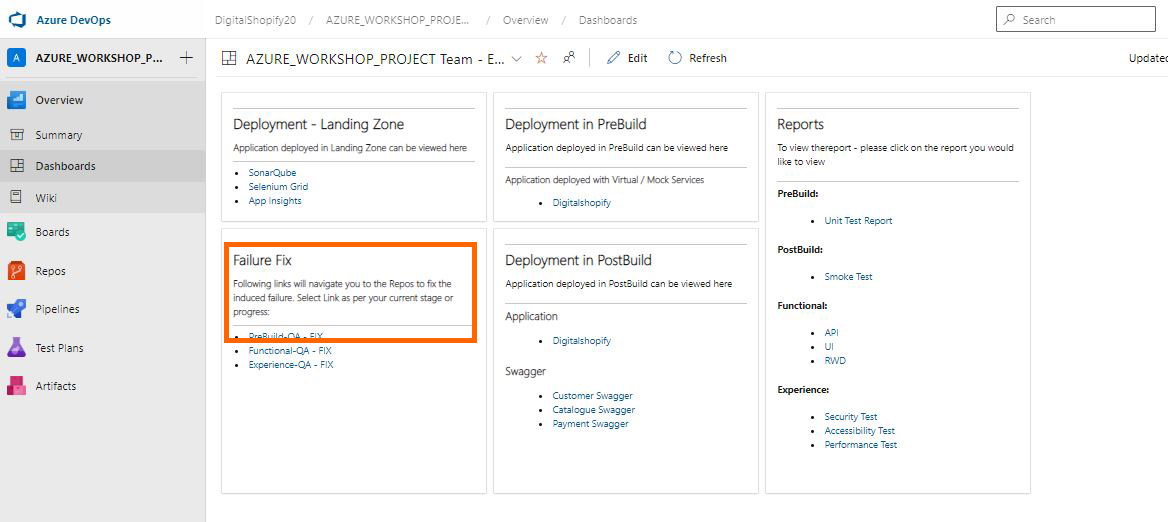 Azure DevOps
DigitalShopify20 / AZURE_WORKSHOP_PROJE... / Overview / Dashboards
Search
A AZURE_WORKSHOP_P...
AZURE_WORKSHOP_PROJECT Team - E...
Edit
Refresh
Updated
Overview
Summary
Dashboards
Wiki
Boards
Repos
Pipelines
Test Plans
Artifacts
Deployment - Landing Zone
Application deployed in Landing Zone can be viewed here
• SonarQube
• Selenium Grid
• App Insights
Failure Fix
Following links will navigate you to the Repos to fix the
induced failure. Select Link as per your current stage or
progress:
• PreBuild-QA - FIX
• Functional-QA - FIX
• Experience-QA - FIX
Deployment in PreBuild
Application deployed in PreBuild can be viewed here
Application deployed with Virtual / Mock Services
• Digitalshopify
Deployment in PostBuild
Application deployed in PostBuild can be viewed here
Application
• Digitalshopify
Swagger
• Customer Swagger
• Catalogue Swagger
• Payment Swagger
Reports
To view thereport - please click on the report you would
like to view
PreBuild:
• Unit Test Report
PostBuild:
• Smoke Test
Functional:
• API
• UI
• RWD
Experience:
• Security Test
• Accessibility Test
• Performance Test